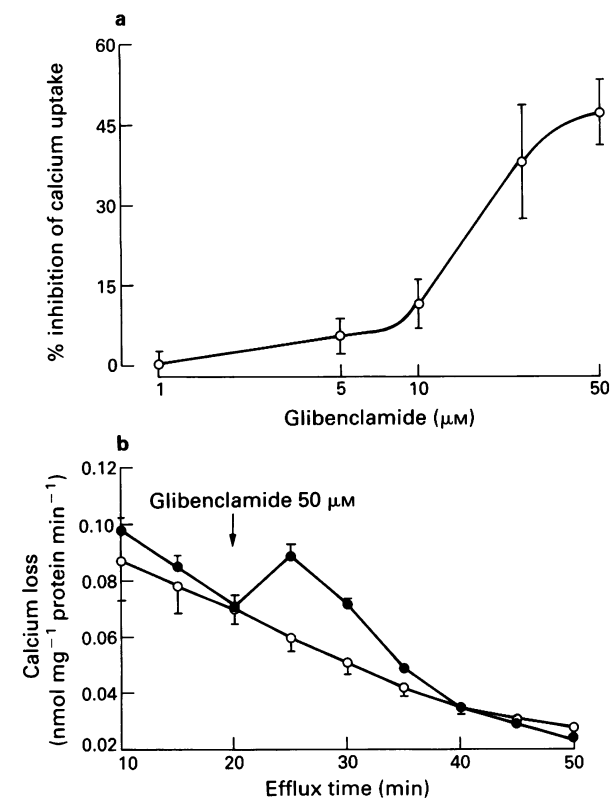 a
% inhibition of calcium uptake
60
45
30
15
0
1 5 10 50
Glibenclamide (μM)
b
Calcium loss
(nmol mg⁻¹ protein min⁻¹)
0.12
0.10
0.08
0.06
0.04
0.02
Glibenclamide 50 μM
10 20 30 40 50
Efflux time (min)